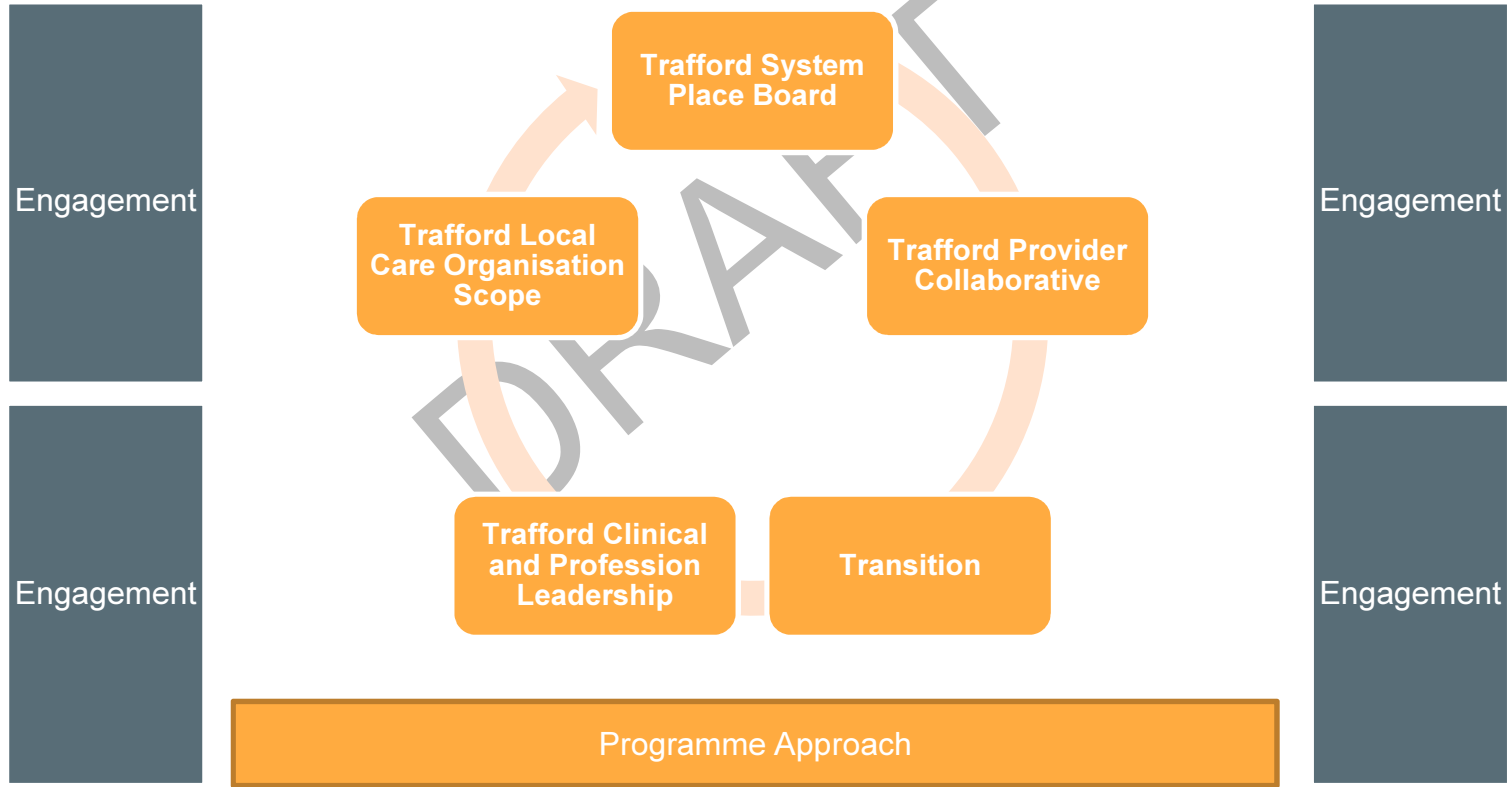 Trafford System
Place Board
Engagement
Engagement
Trafford Local
Care Organisation
Scope
Trafford Provider
Collaborative
DRAFT
Trafford Clinical
and Profession
Leadership
Transition
Engagement
Engagement
Programme Approach